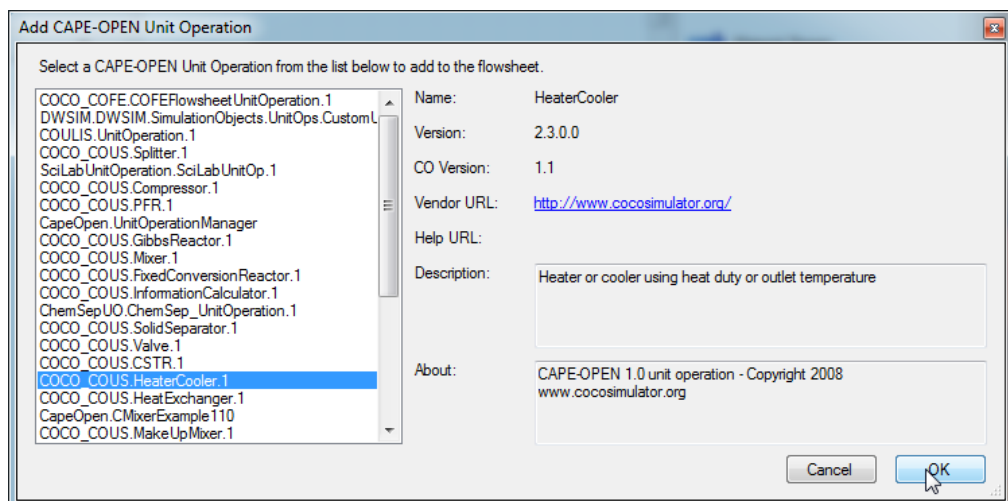 Add CAPE-OPEN Unit Operation
Select a CAPE-OPEN Unit Operation from the list below to add to the flowsheet.
COCO_COFE.COFEFlowsheetUnitOperation.1
DWSIM.DWSIM.SimulationObjects.UnitOps.CustomU
COULIS.UnitOperation.1
COCO_COUS.Splitter.1
SciLabUnitOperation.SciLabUnitOp.1
COCO_COUS.Compressor.1
COCO_COUS.PFR.1
CapeOpen.UnitOperationManager
COCO_COUS.GibbsReactor.1
COCO_COUS.Mixer.1
COCO_COUS.FixedConversionReactor.1
COCO_COUS.InformationCalculator.1
ChemSepUO.ChemSep_UnitOperation.1
COCO_COUS.SolidSeparator.1
COCO_COUS.Valve.1
COCO_COUS.CSTR.1
COCO_COUS.HeaterCooler.1
COCO_COUS.HeatExchanger.1
CapeOpen.CMixerExample110
COCO_COUS.MakeUpMixer.1
Name: HeaterCooler
Version: 2.3.0.0
CO Version: 1.1
Vendor URL: http://www.cocosimulator.org/
Help URL:
Description: Heater or cooler using heat duty or outlet temperature
About: CAPE-OPEN 1.0 unit operation - Copyright 2008
www.cocosimulator.org
Cancel OK